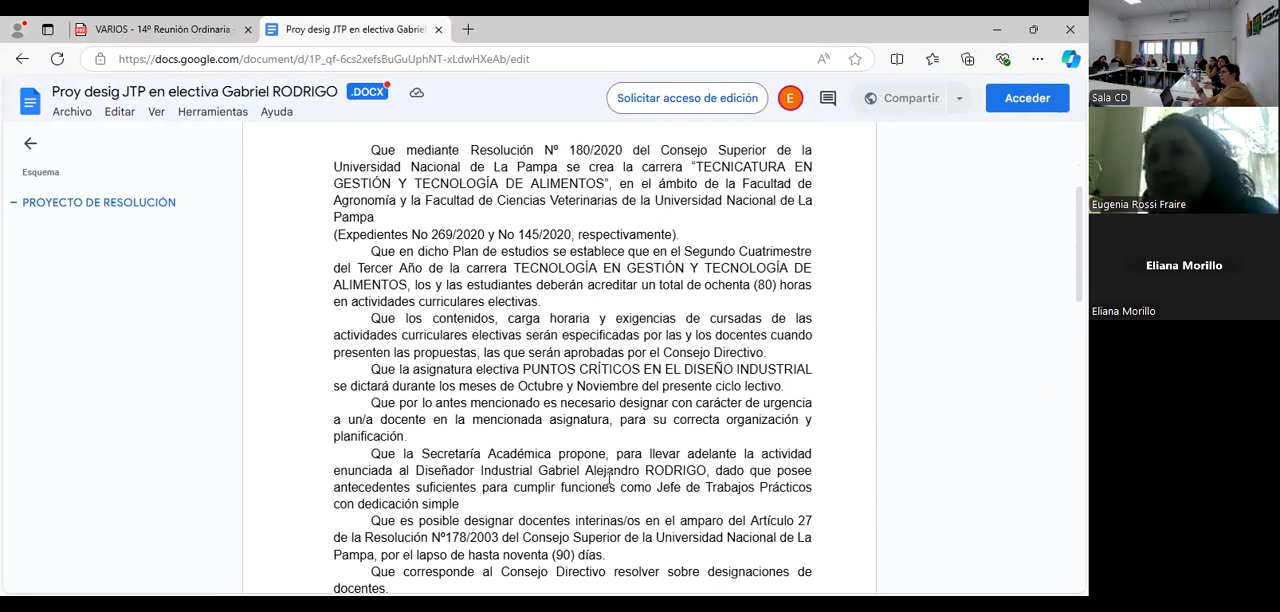 VARIOS - 14º Reunión Ordinaria -
Proy desig JTP en electiva Gabriel
https://docs.google.com/document/d/1P_qf-6cs2xefsBuGuUphNT-xLdwHXeAb/edit
Proy desig JTP en electiva Gabriel RODRIGO .DOCX
Archivo Editar Ver Herramientas Ayuda
Solicitar acceso de edición
E
Compartir
Acceder
Esquema
PROYECTO DE RESOLUCIÓN
Que mediante Resolución Nº 180/2020 del Consejo Superior de la
Universidad Nacional de La Pampa se crea la carrera “TECNICATURA EN
GESTIÓN Y TECNOLOGÍA DE ALIMENTOS”, en el ámbito de la Facultad de
Agronomía y la Facultad de Ciencias Veterinarias de la Universidad Nacional de La
Pampa
(Expedientes No 269/2020 y No 145/2020, respectivamente).
Que en dicho Plan de estudios se establece que en el Segundo Cuatrimestre
del Tercer Año de la carrera TECNOLOGÍA EN GESTIÓN Y TECNOLOGÍA DE
ALIMENTOS, los y las estudiantes deberán acreditar un total de ochenta (80) horas
en actividades curriculares electivas.
Que los contenidos, carga horaria y exigencias de cursadas de las
actividades curriculares electivas serán especificadas por las y los docentes cuando
presenten las propuestas, las que serán aprobadas por el Consejo Directivo.
Que la asignatura electiva PUNTOS CRÍTICOS EN EL DISEÑO INDUSTRIAL
se dictará durante los meses de Octubre y Noviembre del presente ciclo lectivo.
Que por lo antes mencionado es necesario designar con carácter de urgencia
a un/a docente en la mencionada asignatura, para su correcta organización y
planificación.
Que la Secretaría Académica propone, para llevar adelante la actividad
enunciada al Diseñador Industrial Gabriel Alejandro RODRIGO, dado que posee
antecedentes suficientes para cumplir funciones como Jefe de Trabajos Prácticos
con dedicación simple
Que es posible designar docentes interinas/os en el amparo del Artículo 27
de la Resolución Nº178/2003 del Consejo Superior de la Universidad Nacional de La
Pampa, por el lapso de hasta noventa (90) días.
Que corresponde al Consejo Directivo resolver sobre designaciones de
docentes.
Sala CD
Eugenia Rossi Fraire
Eliana Morillo
Eliana Morillo